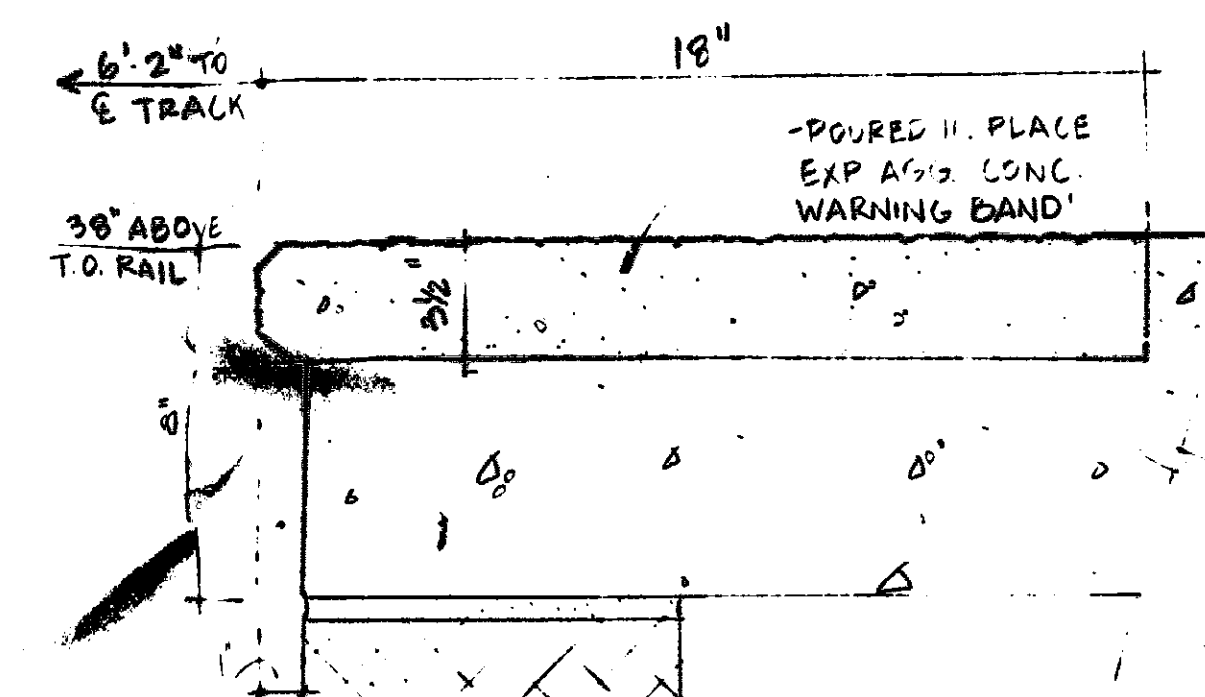 6'-2" TO
℄ TRACK
18"
-POURED IN PLACE
EXP AGG. CONC.
WARNING BAND'
38" ABOVE
T.O. RAIL
3½"
8"